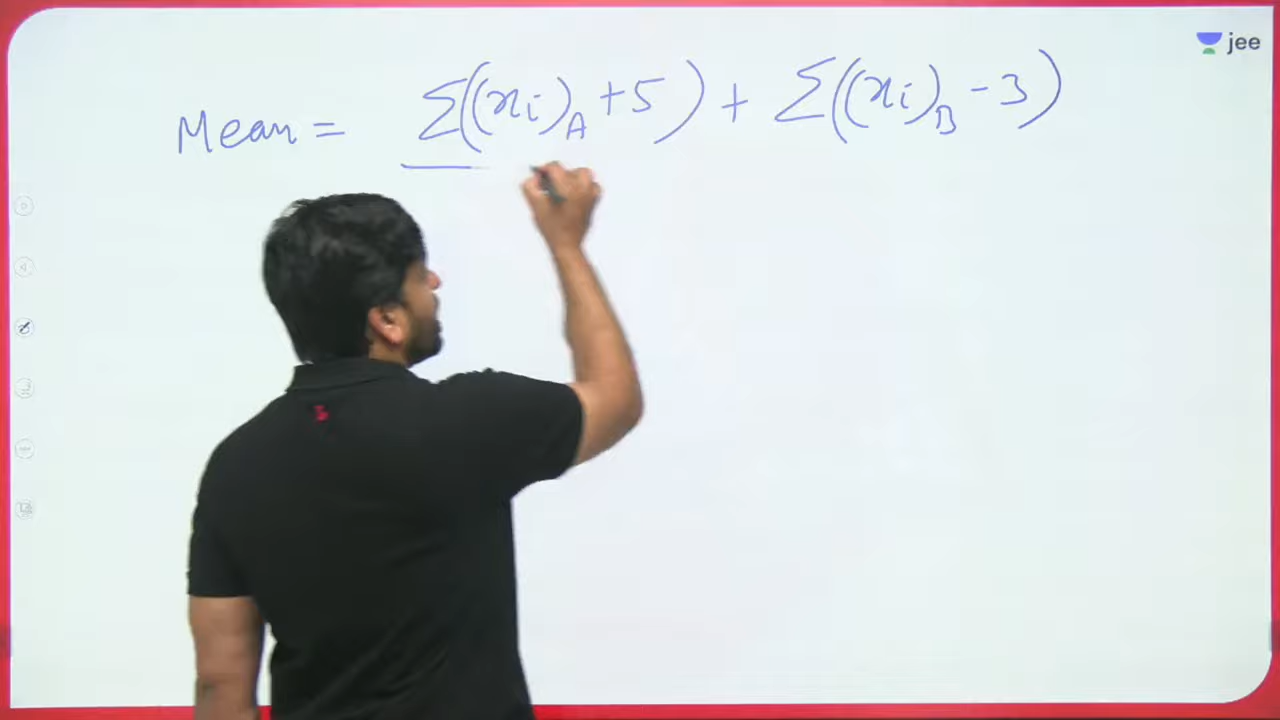 jee
Mean = Σ((xi)A +5) + Σ((xi)B -3)